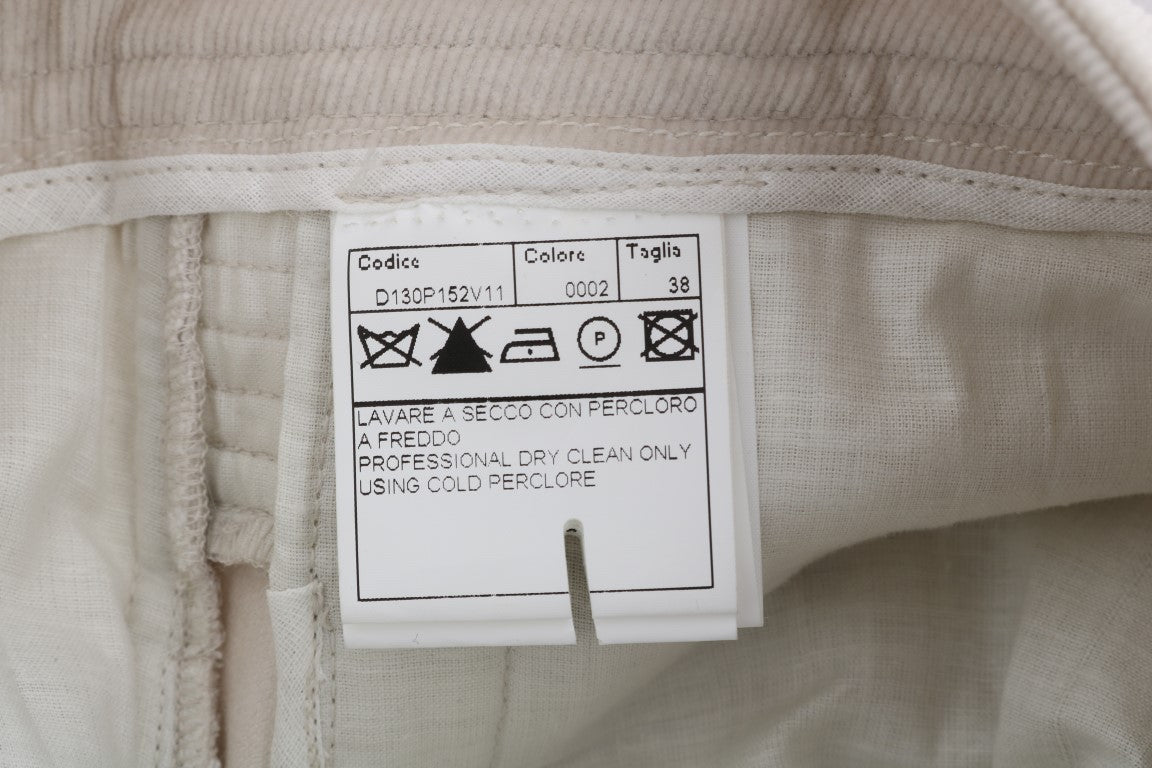 Codice Colore Taglia
D130P152V11 0002 38
P
LAVARE A SECCO CON PERCLORO
A FREDDO
PROFESSIONAL DRY CLEAN ONLY
USING COLD PERCLORE